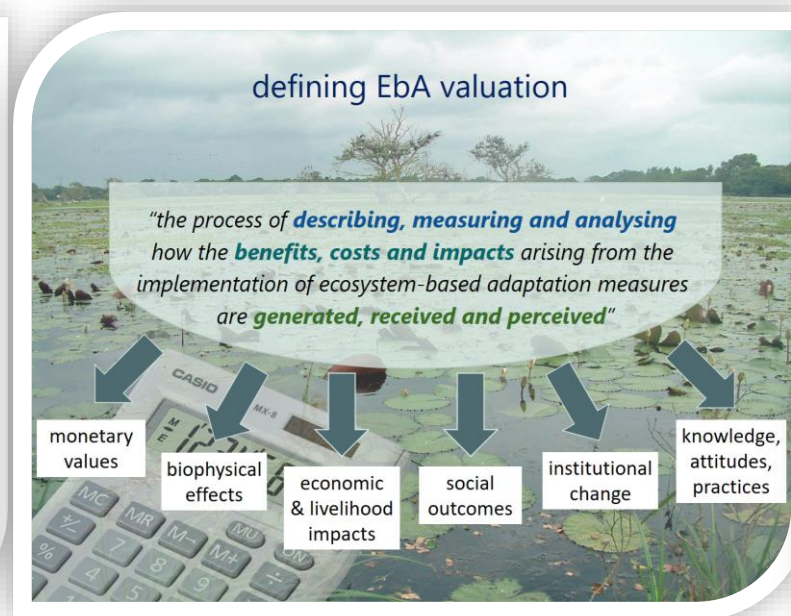 defining EbA valuation
“the process of describing, measuring and analysing
how the benefits, costs and impacts arising from the
implementation of ecosystem-based adaptation measures
are generated, received and perceived”
monetary
values
biophysical
effects
economic
& livelihood
impacts
social
outcomes
institutional
change
knowledge,
attitudes,
practices
CASIO
MX-8
M
E
MC
MR
M−
M+
MU
ON
+/−
7
8
9
÷
%
4
5